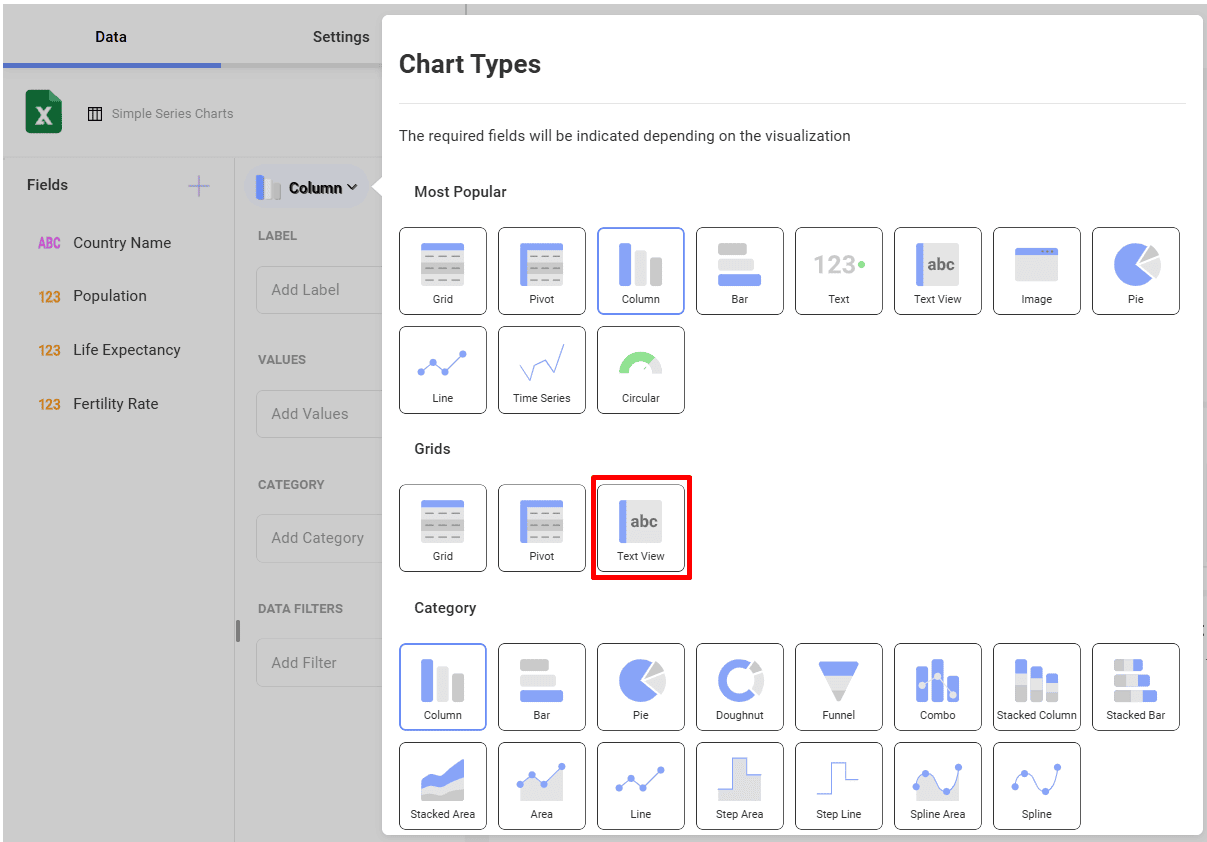 Data
Settings
X
Simple Series Charts
Fields
ABC Country Name
123 Population
123 Life Expectancy
123 Fertility Rate
Column
LABEL
Add Label
VALUES
Add Values
CATEGORY
Add Category
DATA FILTERS
Add Filter
Chart Types
The required fields will be indicated depending on the visualization
Most Popular
Grid
Pivot
Column
Bar
123
Text
abc
Text View
Image
Pie
Line
Time Series
Circular
Grids
Grid
Pivot
abc
Text View
Category
Column
Bar
Pie
Doughnut
Funnel
Combo
Stacked Column
Stacked Bar
Stacked Area
Area
Line
Step Area
Step Line
Spline Area
Spline